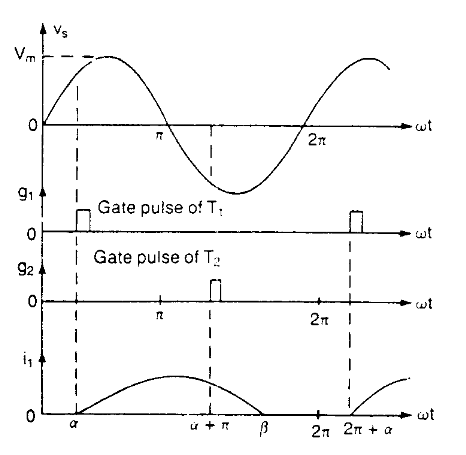 vₛ
Vₘ
0
π
2π
ωt
g₁
Gate pulse of T₁
0
ωt
Gate pulse of T₂
g₂
0
π
2π
ωt
i₁
0
α
α + π
β
2π
2π + α
ωt